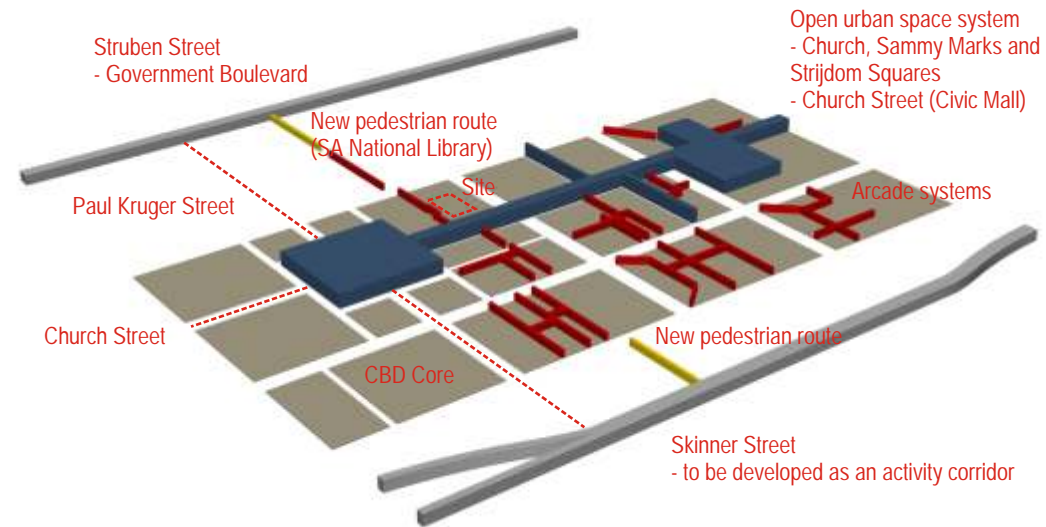 Struben Street
- Government Boulevard
Open urban space system
- Church, Sammy Marks and
Strijdom Squares
- Church Street (Civic Mall)
New pedestrian route
(SA National Library)
Site
Arcade systems
Paul Kruger Street
Church Street
New pedestrian route
CBD Core
Skinner Street
- to be developed as an activity corridor